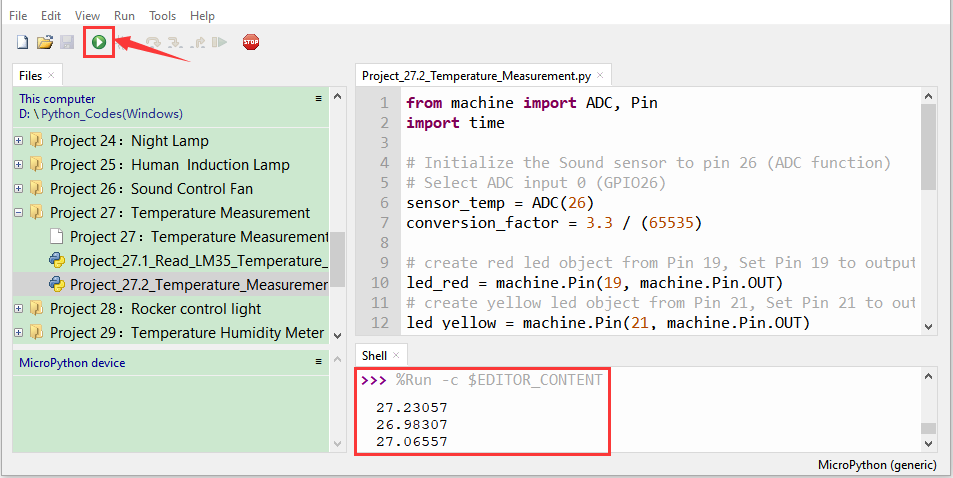 File Edit View Run Tools Help
STOP
Files ×
This computer
D: \ Python_Codes(Windows)
Project 24：Night Lamp
Project 25：Human Induction Lamp
Project 26：Sound Control Fan
Project 27：Temperature Measurement
Project 27：Temperature Measurement
Project_27.1_Read_LM35_Temperature_
Project_27.2_Temperature_Measuremer
Project 28：Rocker control light
Project 29：Temperature Humidity Meter
MicroPython device
Project_27.2_Temperature_Measurement.py ×
1 from machine import ADC, Pin
2 import time
3
4 # Initialize the Sound sensor to pin 26 (ADC function)
5 # Select ADC input 0 (GPIO26)
6 sensor_temp = ADC(26)
7 conversion_factor = 3.3 / (65535)
8
9 # create red led object from Pin 19, Set Pin 19 to output
10 led_red = machine.Pin(19, machine.Pin.OUT)
11 # create yellow led object from Pin 21, Set Pin 21 to out
12 led_yellow = machine.Pin(21, machine.Pin.OUT)
Shell ×
>>> %Run -c $EDITOR_CONTENT
27.23057
26.98307
27.06557
MicroPython (generic)